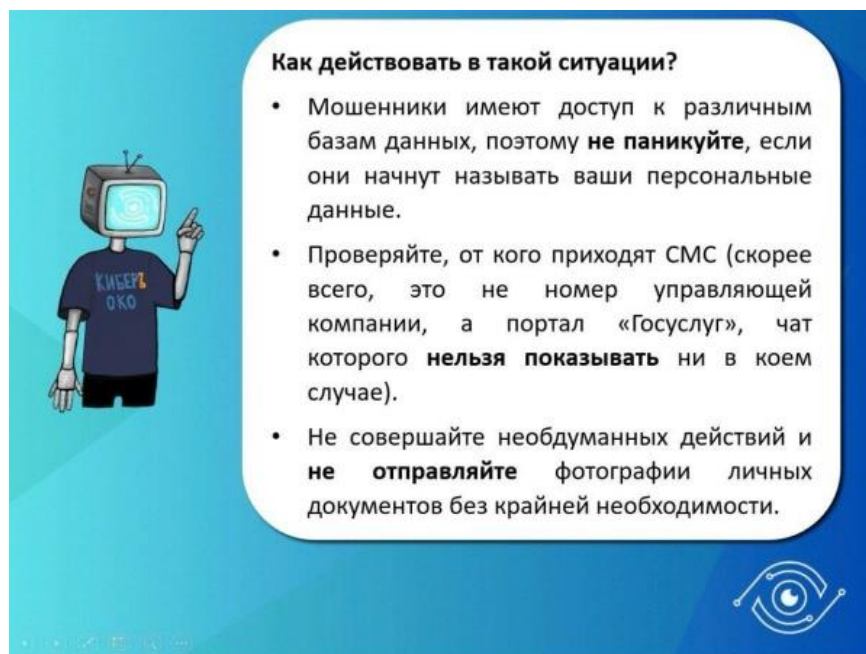 Как действовать в такой ситуации?
• Мошенники имеют доступ к различным
базам данных, поэтому не паникуйте, если
они начнут называть ваши персональные
данные.
• Проверяйте, от кого приходят СМС (скорее
всего, это не номер управляющей
компании, а портал «Госуслуг», чат
которого нельзя показывать ни в коем
случае).
• Не совершайте необдуманных действий и
не отправляйте фотографии личных
документов без крайней необходимости.
КИБЕРЪ
ОКО